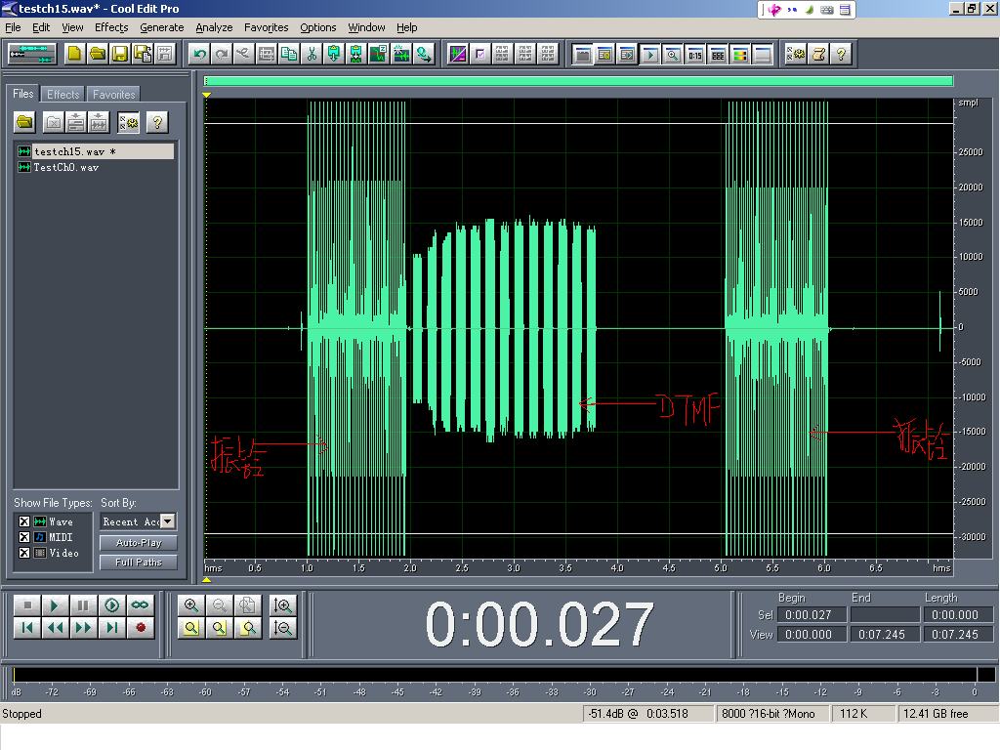 testch15.wav* - Cool Edit Pro
File Edit View Effects Generate Analyze Favorites Options Window Help
0:15
Files Effects Favorites
testch15.wav *
TestCh0.wav
smpl
25000
20000
15000
10000
5000
0
-5000
-10000
-15000
-20000
-25000
-30000
DTMF
振铃
振铃
hms 0.5 1.0 1.5 2.0 2.5 3.0 3.5 4.0 4.5 5.0 5.5 6.0 6.5 hms
Show File Types: Sort By:
Wave
MIDI
Video
Recent Acc
Auto-Play
Full Paths
0:00.027
Begin End Length
Sel 0:00.027 0:00.000
View 0:00.000 0:07.245 0:07.245
dB -72 -69 -66 -63 -60 -57 -54 -51 -48 -45 -42 -39 -36 -33 -30 -27 -24 -21 -18 -15 -12 -9 -6 -3 0
Stopped
-51.4dB @ 0:03.518
8000 ?16-bit ?Mono
112 K
12.41 GB free